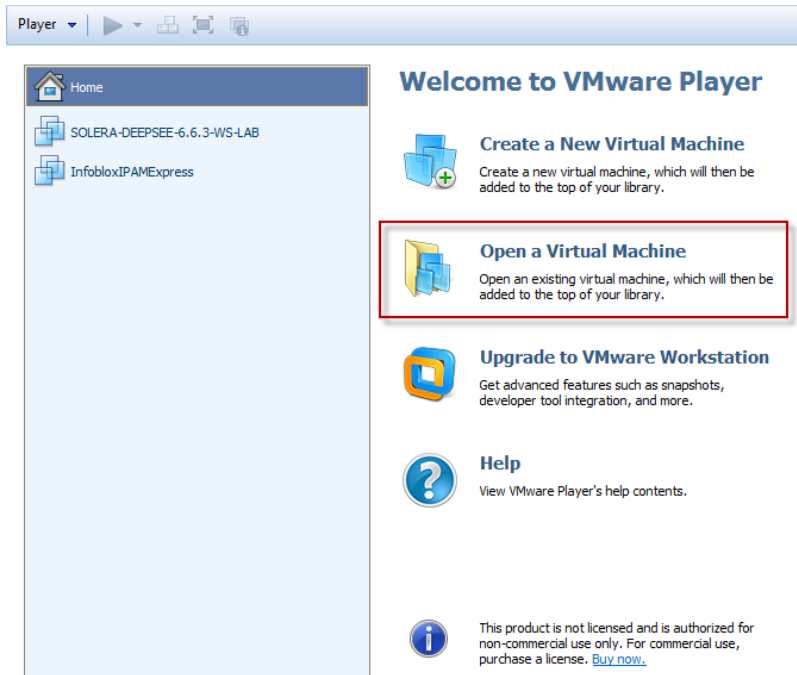 Player
Home
SOLERA-DEEPSEE-6.6.3-WS-LAB
InfobloxIPAMExpress
Welcome to VMware Player
Create a New Virtual Machine
Create a new virtual machine, which will then be
added to the top of your library.
Open a Virtual Machine
Open an existing virtual machine, which will then be
added to the top of your library.
Upgrade to VMware Workstation
Get advanced features such as snapshots,
developer tool integration, and more.
Help
View VMware Player's help contents.
This product is not licensed and is authorized for
non-commercial use only. For commercial use,
purchase a license. Buy now.